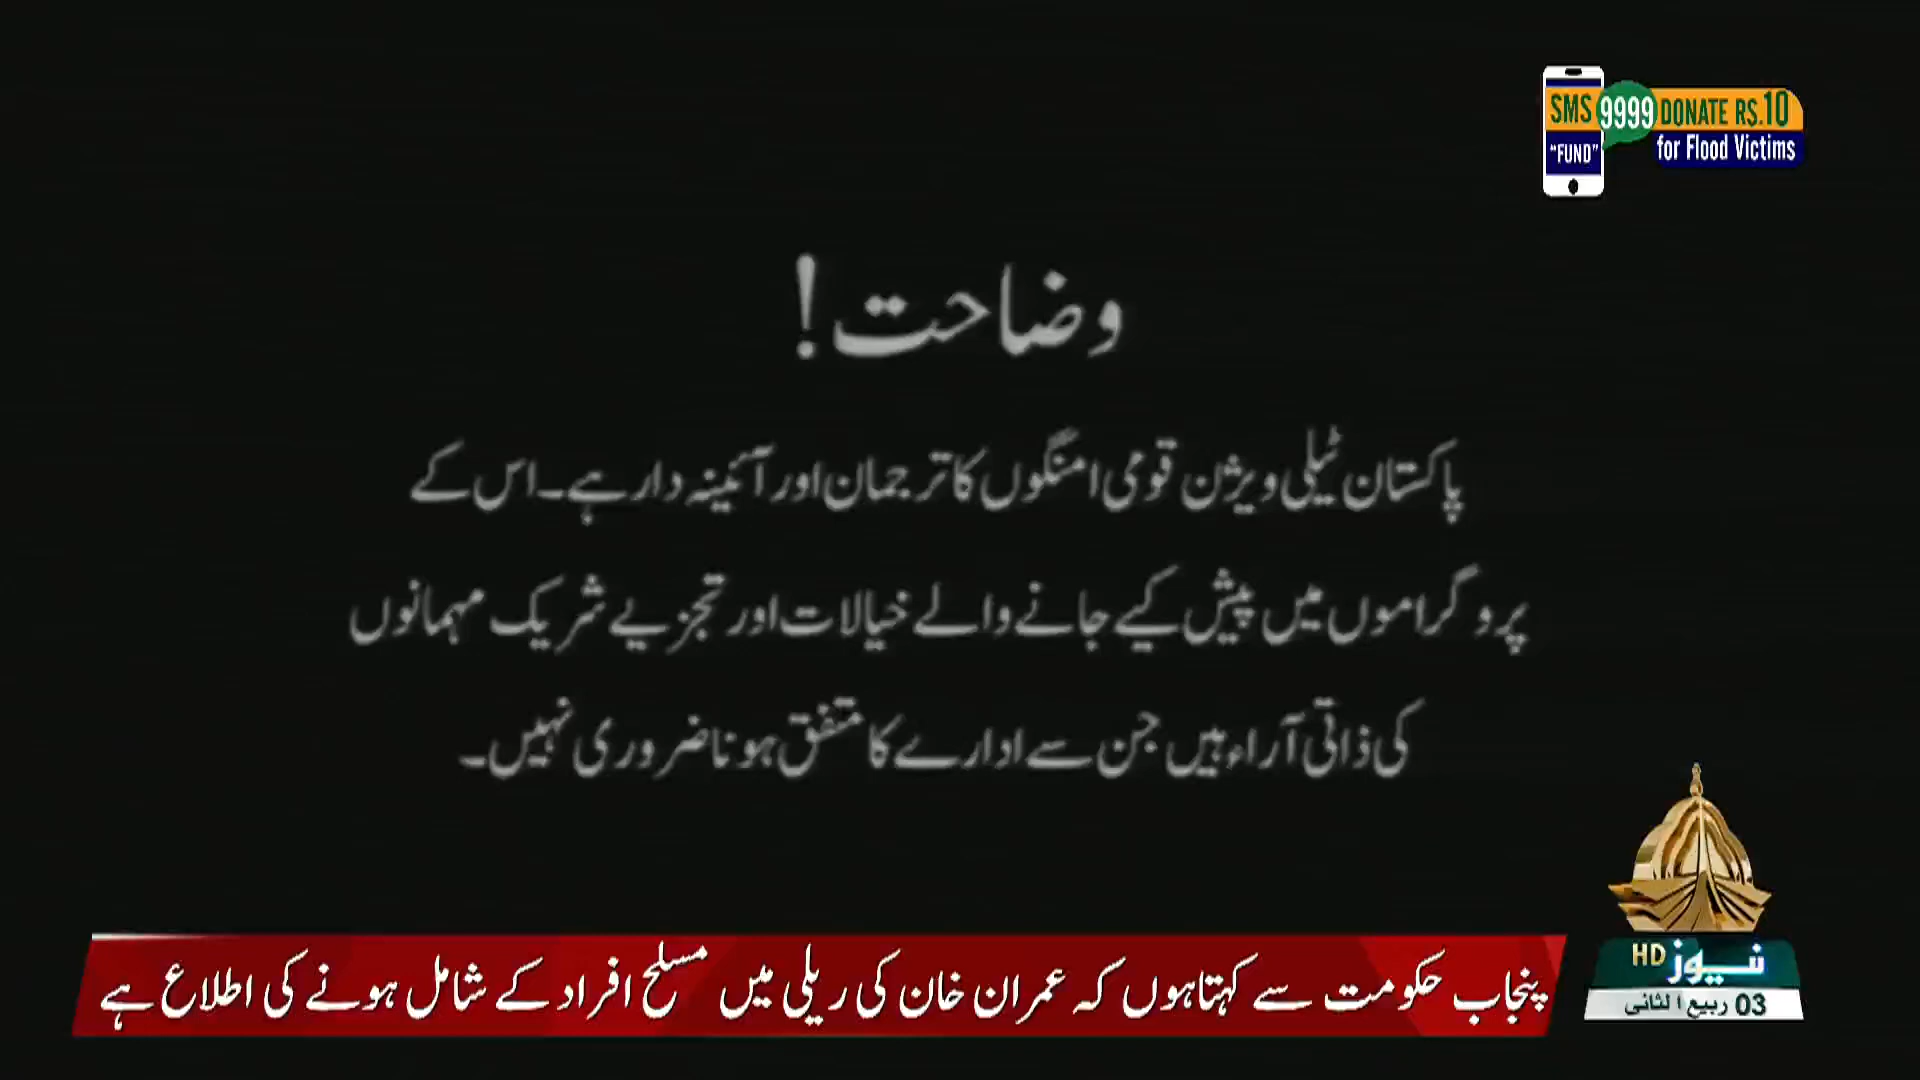 SMS 9999 DONATE RS.10
"FUND" for Flood Victims
وضاحت!
پاکستان ٹیلی ویژن قومی امنگوں کا ترجمان اور آئینہ دار ہے۔ اس کے
پروگراموں میں پیش کیے جانے والے خیالات اور تجزیے شریک مہمانوں
کی ذاتی آراء ہیں جن سے ادارے کا متفق ہونا ضروری نہیں۔
پنجاب حکومت سے کہتا ہوں کہ عمران خان کی ریلی میں مسلح افراد کے شامل ہونے کی اطلاع ہے
نیوز HD
03 ربیع الثانی